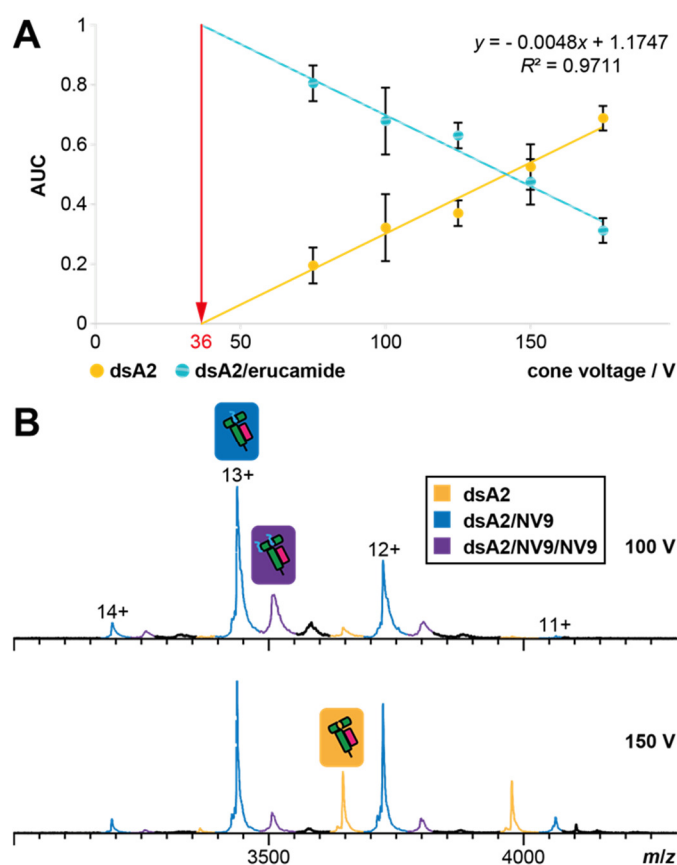 A
y = - 0.0048x + 1.1747
R² = 0.9711
1
0.8
0.6
0.4
0.2
0
AUC
0 36 50 100 150
dsA2 dsA2/erucamide cone voltage / V
B
13+
dsA2
dsA2/NV9
dsA2/NV9/NV9
100 V
12+
14+
11+
150 V
3500 4000 m/z